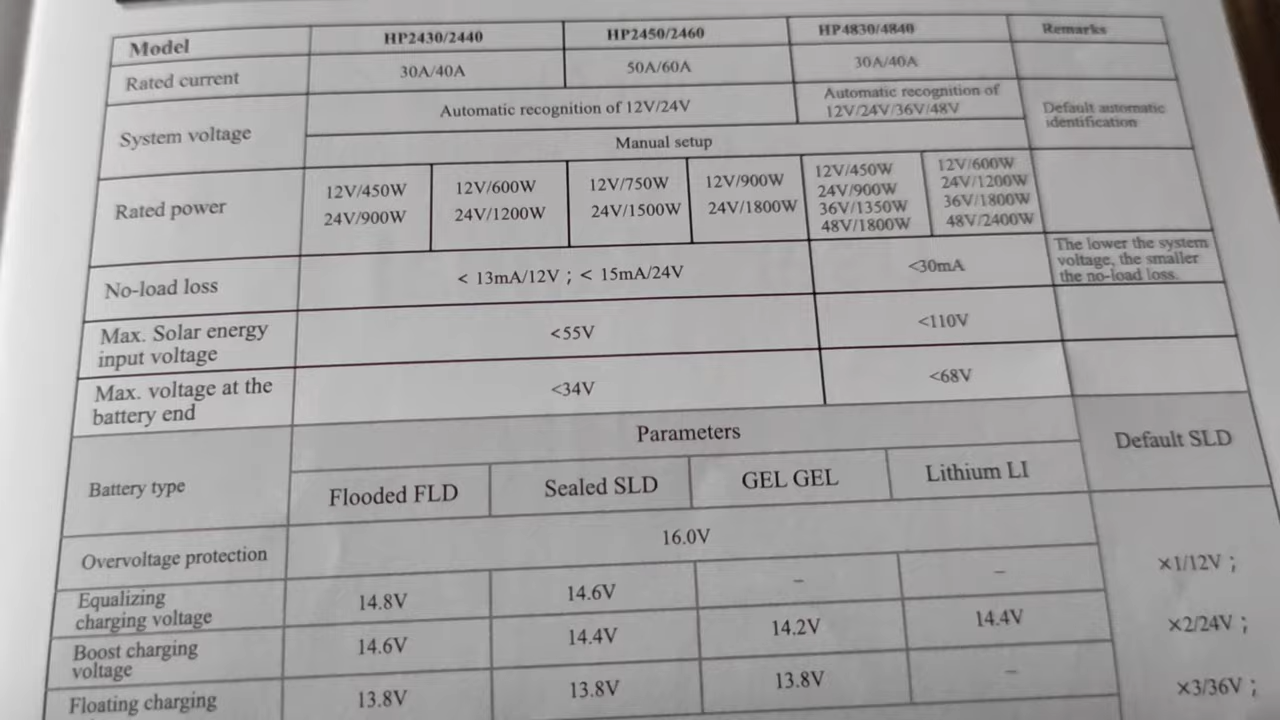 Model HP2430/2440 HP2450/2460 HP4830/4840 Remarks
Rated current 30A/40A 50A/60A 30A/40A
System voltage Automatic recognition of 12V/24V Automatic recognition of
12V/24V/36V/48V Default automatic
identification
Manual setup
Rated power 12V/450W 12V/600W 12V/750W 12V/900W 12V/450W 12V/600W
24V/900W 24V/1200W 24V/1500W 24V/1800W 24V/900W 24V/1200W
36V/1350W 36V/1800W
48V/1800W 48V/2400W
No-load loss < 13mA/12V ; < 15mA/24V <30mA The lower the system
voltage, the smaller
the no-load loss.
Max. Solar energy
input voltage <55V <110V
Max. voltage at the
battery end <34V <68V
Battery type Parameters Default SLD
Flooded FLD Sealed SLD GEL GEL Lithium LI
Overvoltage protection 16.0V ×1/12V ;
Equalizing
charging voltage 14.8V 14.6V – –
Boost charging
voltage 14.6V 14.4V 14.2V 14.4V ×2/24V ;
Floating charging 13.8V 13.8V 13.8V – ×3/36V ;